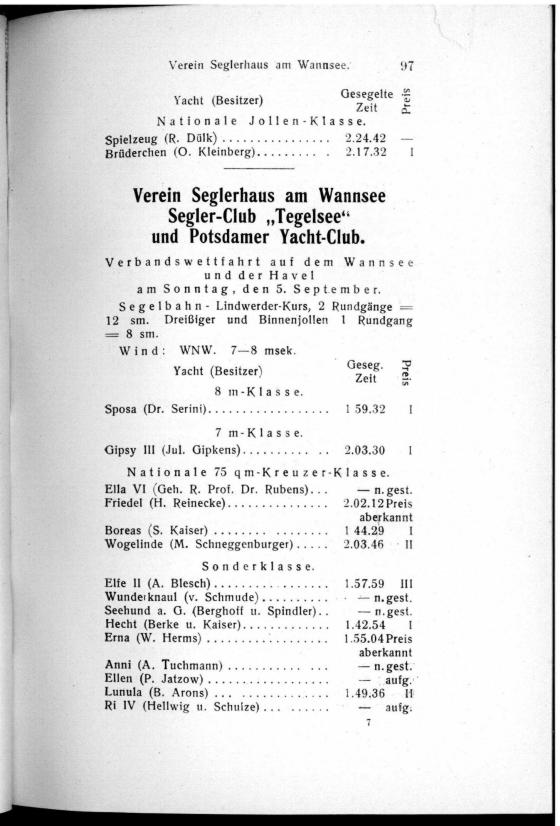 Verein Seglerhaus am Wannsee. 97
Yacht (Besitzer) Gesegelte Zeit Preis
Nationale Jollen-Klasse.
Spielzeug (R. Dülk) ................ 2.24.42 —
Brüderchen (O. Kleinberg).......... 2.17.32 I
Verein Seglerhaus am Wannsee
Segler-Club „Tegelsee“
und Potsdamer Yacht-Club.
Verbandswettfahrt auf dem Wannsee
und der Havel
am Sonntag, den 5. September.
Segelbahn- Lindwerder-Kurs, 2 Rundgänge =
12 sm. Dreißiger und Binnenjollen 1 Rundgang
= 8 sm.
Wind: WNW. 7—8 msek.
Yacht (Besitzer) Geseg. Zeit Preis
8 m-Klasse.
Sposa (Dr. Serini).................. 1 59.32 I
7 m-Klasse.
Gipsy III (Jul. Gipkens).......... .. 2.03.30 I
Nationale 75 qm-Kreuzer-Klasse.
Ella VI (Geh. R. Prof. Dr. Rubens)... — n.gest.
Friedel (H. Reinecke)............... 2.02.12 Preis
aberkannt
Boreas (S. Kaiser) ................. 1 44.29 I
Wogelinde (M. Schneggenburger)..... 2.03.46 II
Sonderklasse.
Elfe II (A. Blesch)................. 1.57.59 III
Wunderknaul (v. Schmude).......... — n.gest.
Seehund a. G. (Berghoff u. Spindler).. — n.gest.
Hecht (Berke u. Kaiser)............. 1.42.54 I
Erna (W. Herms) .................. 1.55.04 Preis
aberkannt
Anni (A. Tuchmann) ........... ... — n.gest.
Ellen (P. Jatzow).................. — aufg.
Lunula (B. Arons) ... ............. 1.49.36 II
Ri IV (Hellwig u. Schulze)... ...... — aufg.
7